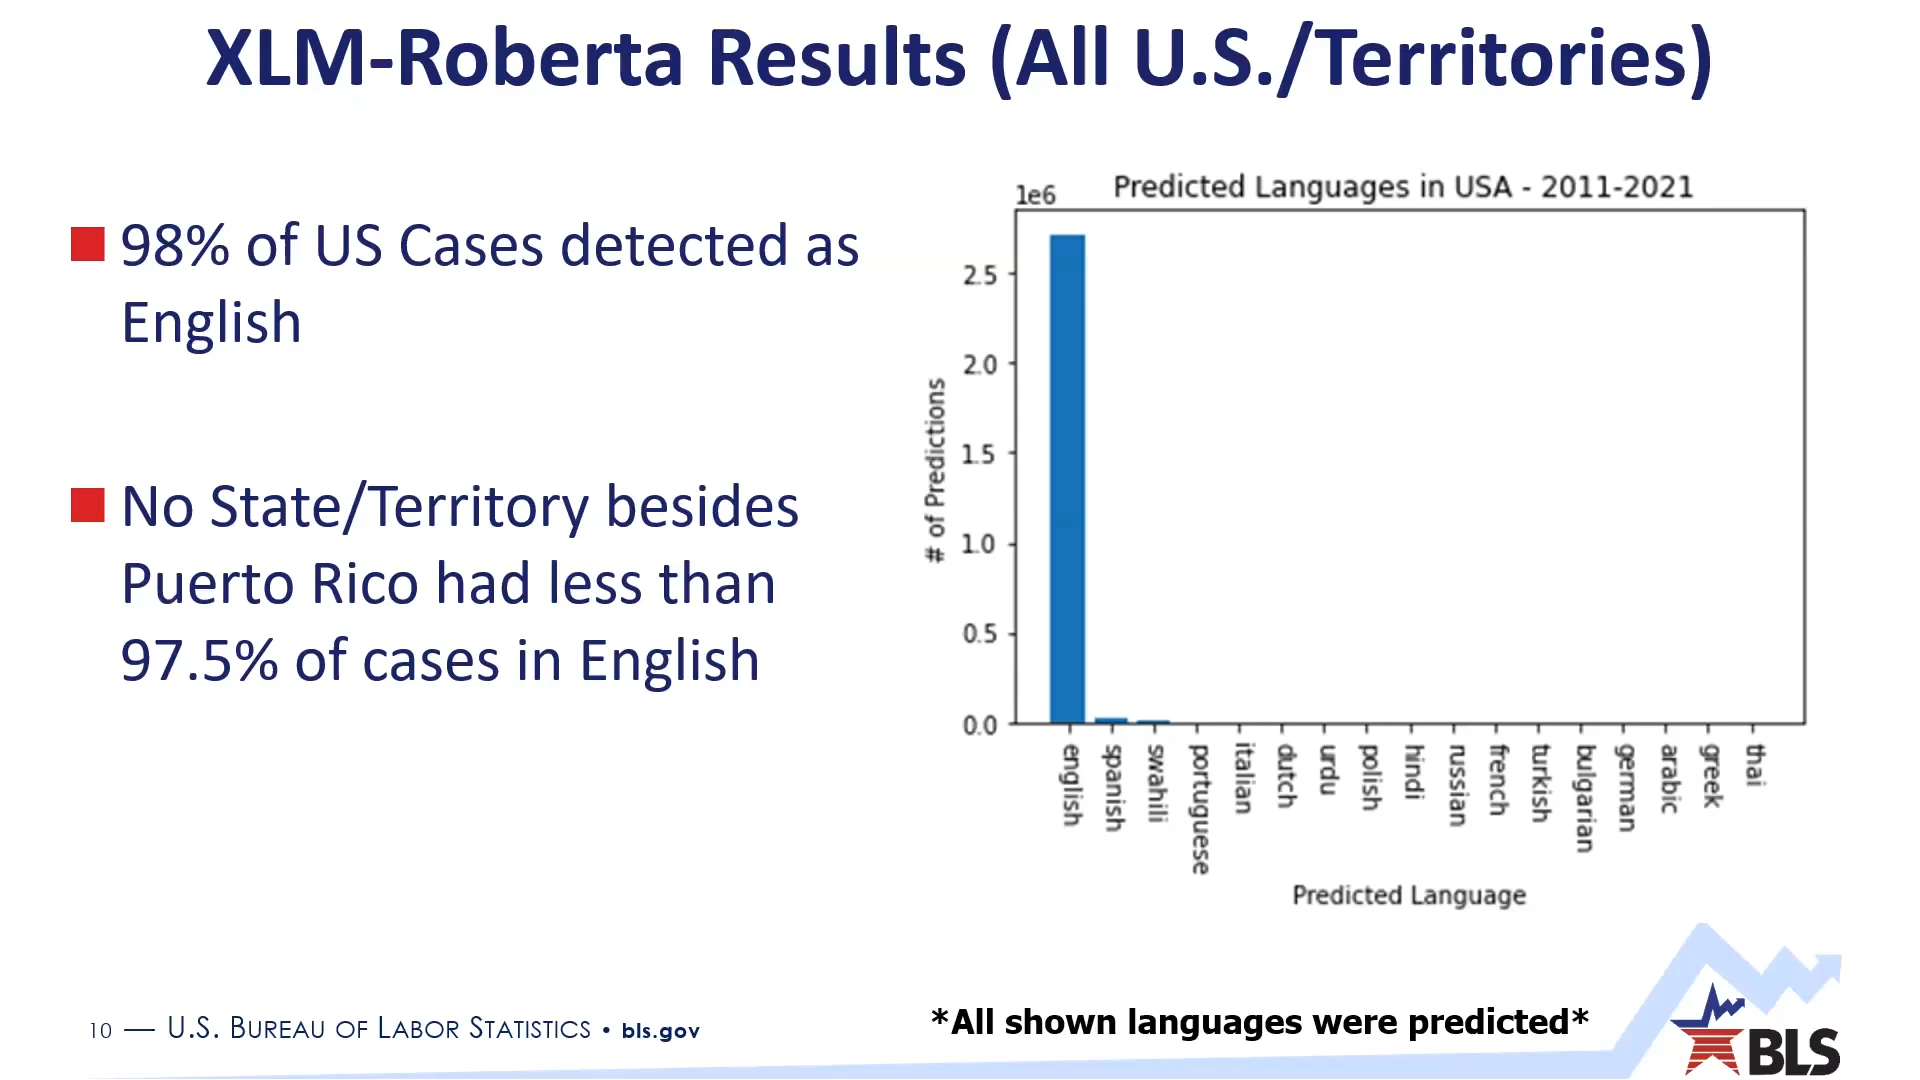 XLM-Roberta Results (All U.S./Territories)
98% of US Cases detected as
English
No State/Territory besides
Puerto Rico had less than
97.5% of cases in English
Predicted Languages in USA - 2011-2021
1e6
2.5
2.0
1.5
1.0
0.5
0.0
# of Predictions
english
spanish
swahili
portuguese
italian
dutch
urdu
polish
hindi
russian
french
turkish
bulgarian
german
arabic
greek
thai
Predicted Language
*All shown languages were predicted*
10 — U.S. BUREAU OF LABOR STATISTICS • bls.gov
BLS